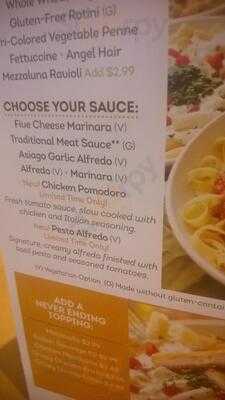 Whole
Gluten-Free Rotini (G)
-Colored Vegetable Penne
Fettuccine · Angel Hair
Mezzaluna Ravioli Add $2.99
CHOOSE YOUR SAUCE:
Five Cheese Marinara (V)
Traditional Meat Sauce** (G)
Asiago Garlic Alfredo (V)
Alfredo (V) · Marinara (V)
New! Chicken Pomodoro
Limited Time Only!
Fresh tomato sauce, slow cooked with
chicken and Italian seasoning.
New! Pesto Alfredo (V)
Limited Time Only!
Signature, creamy alfredo finished with
basil pesto and seasoned tomatoes.
(V) Vegetarian Option. (G) Made without gluten-contai
ADD A
NEVER ENDING
TOPPING: